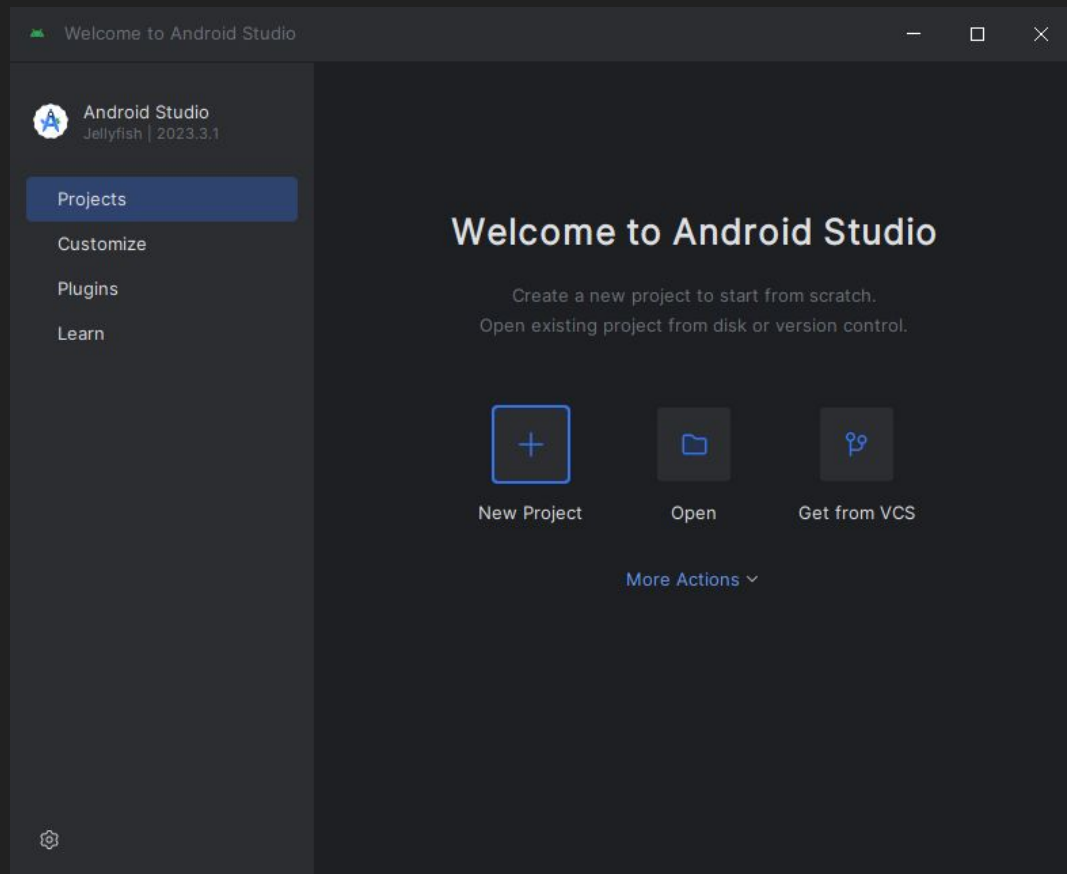 Welcome to Android Studio
Android Studio
Jellyfish | 2023.3.1
Projects
Customize
Plugins
Learn
Welcome to Android Studio
Create a new project to start from scratch.
Open existing project from disk or version control.
New Project
Open
Get from VCS
More Actions